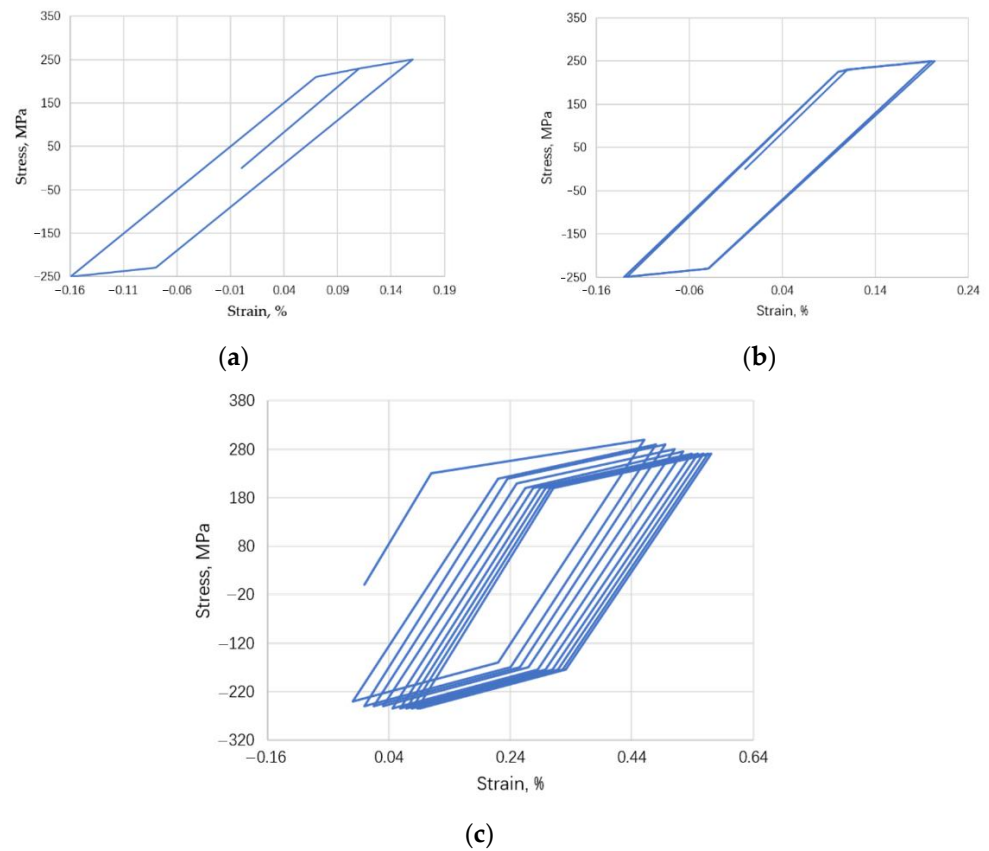 350
250
150
50
−50
−150
−250
Stress, MPa
−0.16 −0.11 −0.06 −0.01 0.04 0.09 0.14 0.19
Strain, %
(a)
350
250
150
50
−50
−150
−250
Stress, MPa
−0.16 −0.06 0.04 0.14 0.24
Strain, %
(b)
380
280
180
80
−20
−120
−220
−320
Stress, MPa
−0.16 0.04 0.24 0.44 0.64
Strain, %
(c)